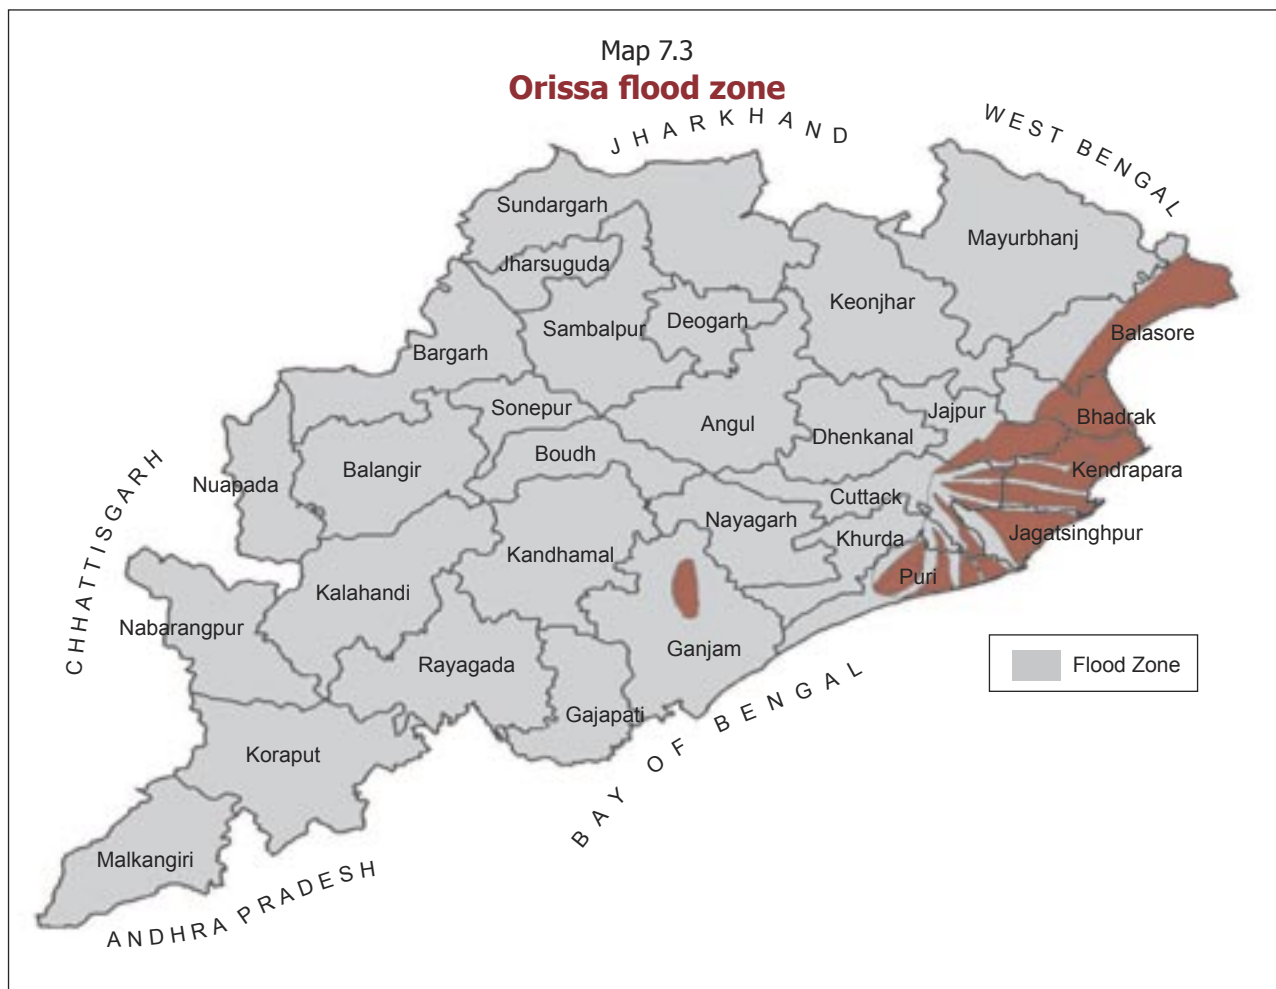 Map 7.3
Orissa flood zone
JHARKHAND
WEST BENGAL
Sundargarh
Mayurbhanj
Jharsuguda
Keonjhar
Deogarh
Sambalpur
Balasore
Bargarh
Sonepur
Jajpur
Bhadrak
Angul
Dhenkanal
Boudh
Balangir
Kendrapara
Nuapada
Cuttack
Nayagarh
Jagatsinghpur
Khurda
Kandhamal
Puri
CHHATTISGARH
Kalahandi
Nabarangpur
Ganjam
Rayagada
Flood Zone
Gajapati
BAY OF BENGAL
Koraput
Malkangiri
ANDHRA PRADESH